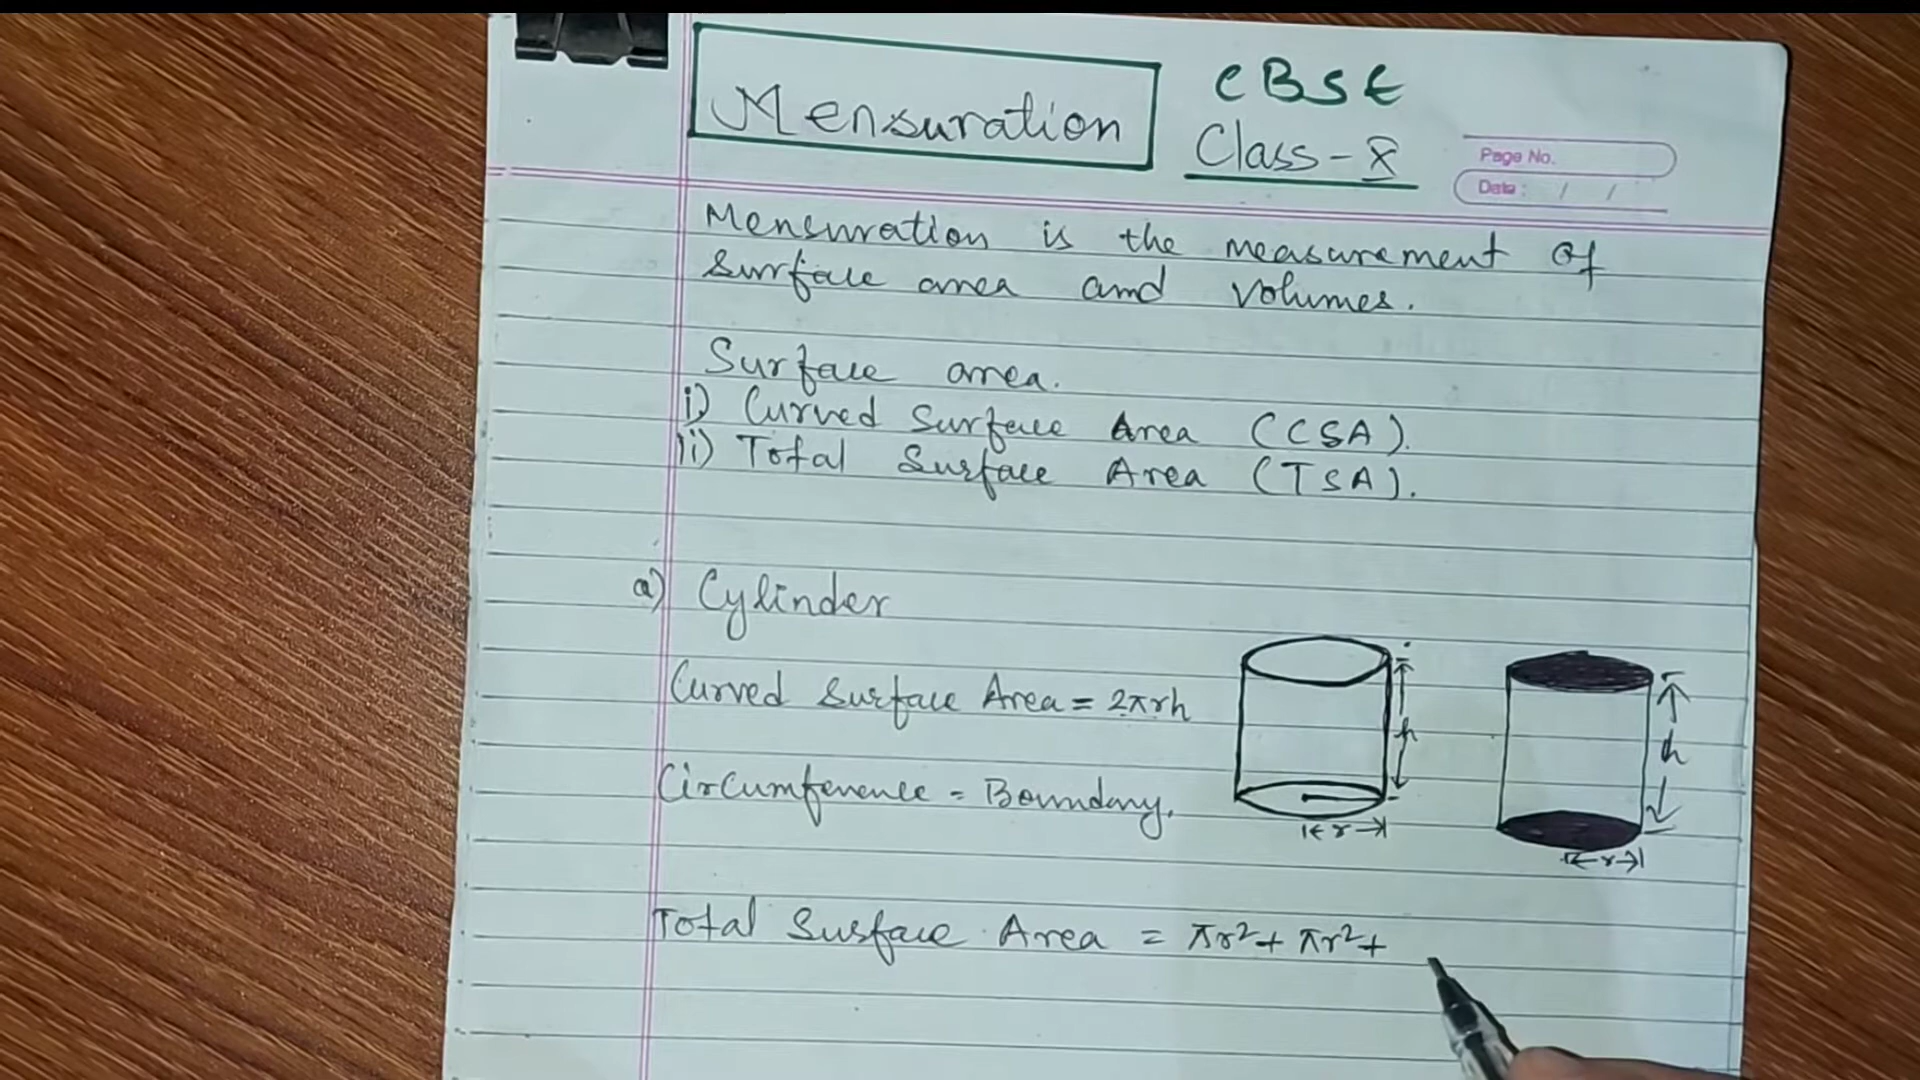 Mensuration
CBSE
Class-X
Page No.
Date : / /
Mensuration is the measurement of
surface area and volumes.
Surface area.
i) Curved Surface Area (CSA).
ii) Total Surface Area (TSA).
a) Cylinder
Curved Surface Area = 2πrh
Circumference = Boundary.
h
r
h
r
Total Surface Area = πr²+ πr²+